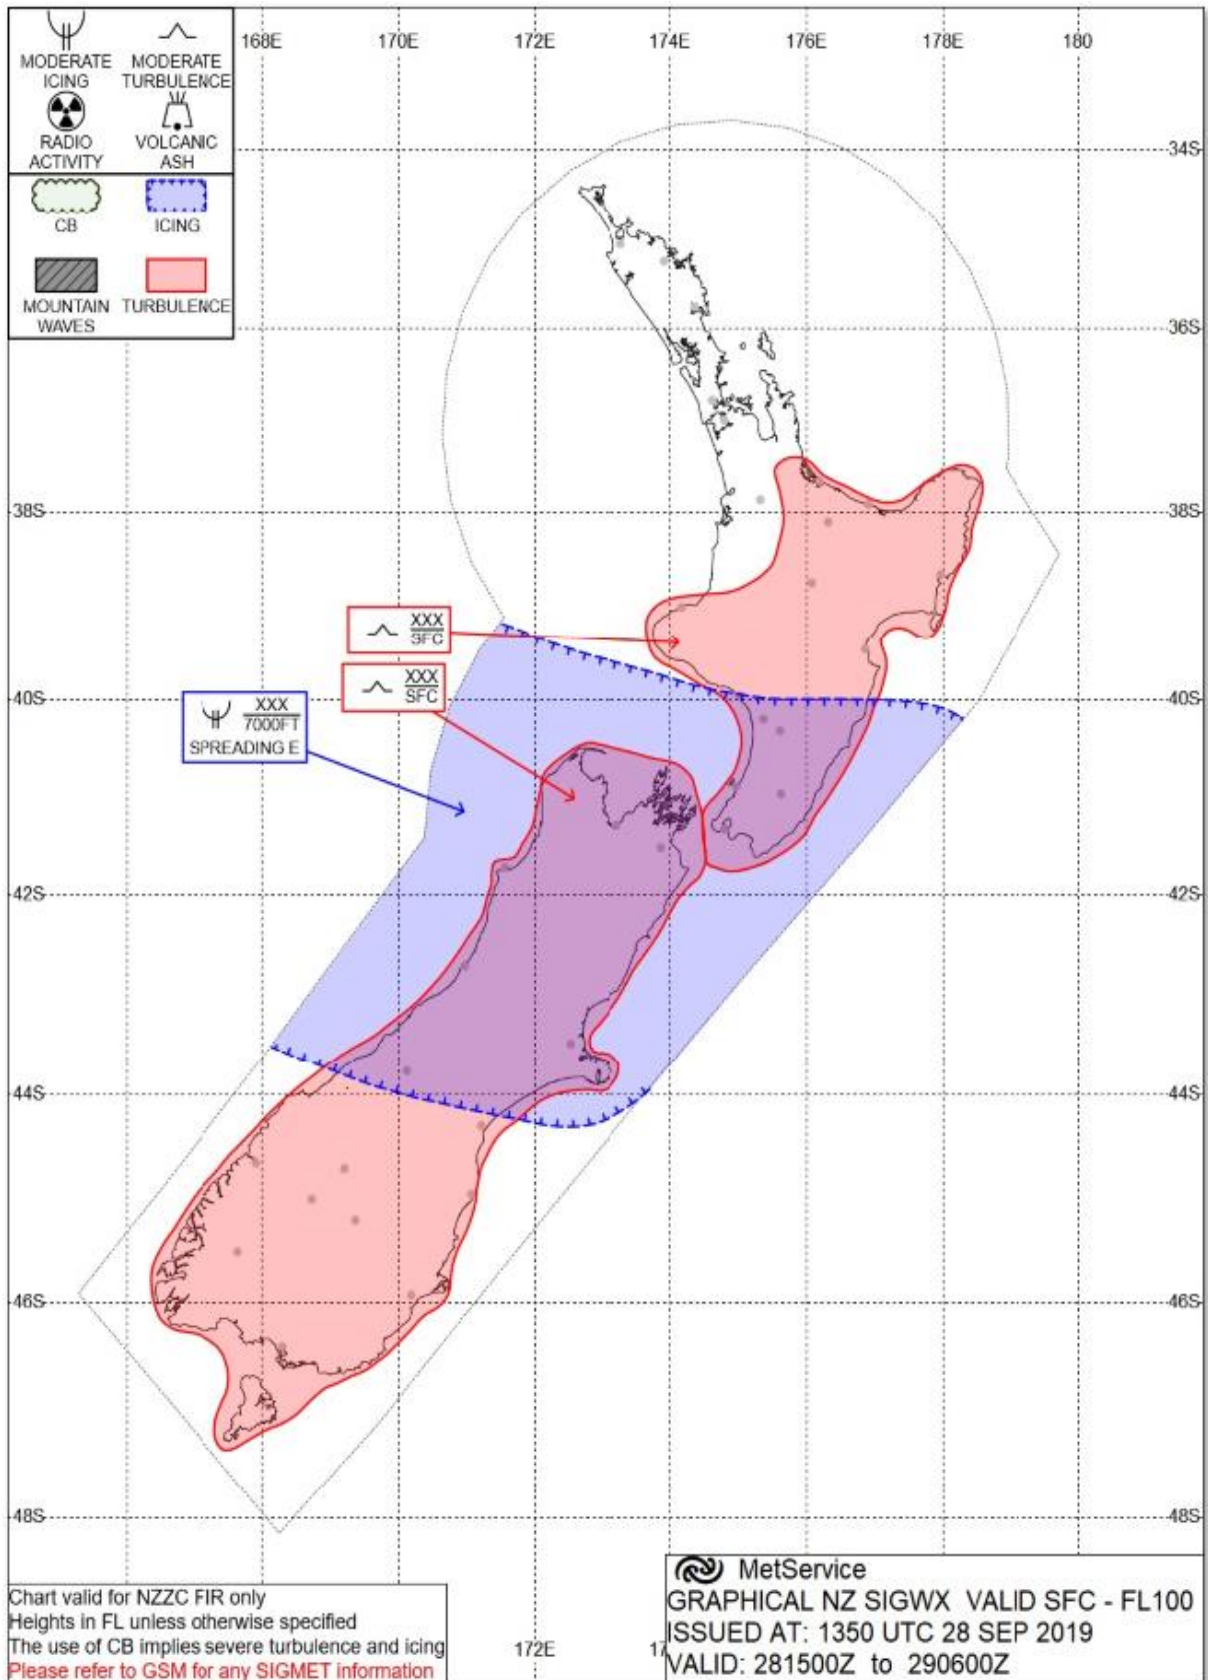 168E 170E 172E 174E 176E 178E 180
MODERATE ICING
MODERATE TURBULENCE
RADIO ACTIVITY
VOLCANIC ASH
CB
ICING
MOUNTAIN WAVES
TURBULENCE
34S
36S
38S 38S
XXX
SFC
XXX
SFC
40S 40S
XXX
7000FT
SPREADING E
42S 42S
44S 44S
46S 46S
48S 48S
Chart valid for NZZC FIR only
Heights in FL unless otherwise specified
The use of CB implies severe turbulence and icing
Please refer to GSM for any SIGMET information
172E 17
MetService
GRAPHICAL NZ SIGWX VALID SFC - FL100
ISSUED AT: 1350 UTC 28 SEP 2019
VALID: 281500Z to 290600Z